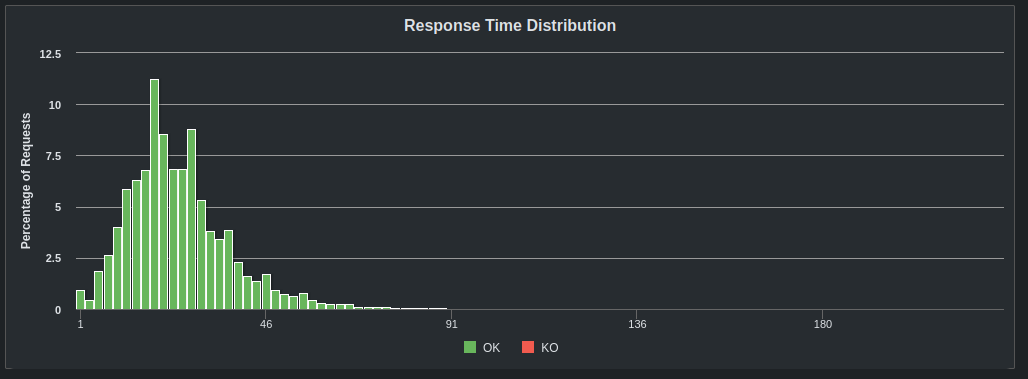 Response Time Distribution
12.5
10
7.5
5
2.5
0
Percentage of Requests
1 46 91 136 180
OK KO